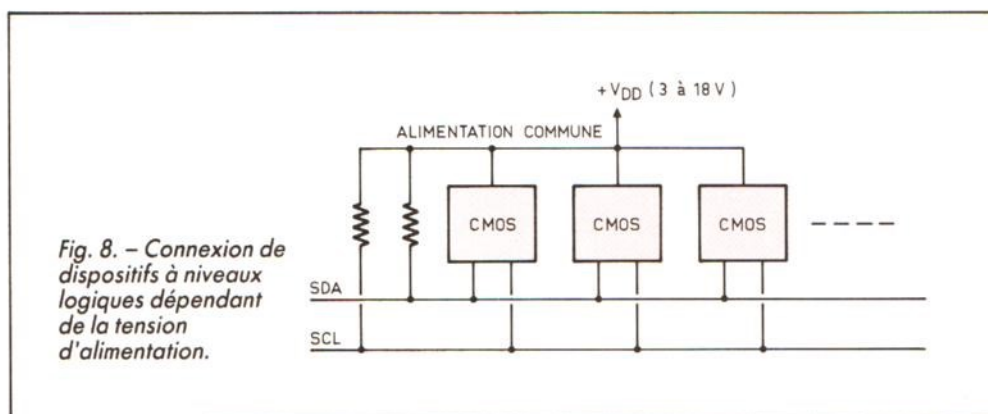 +VDD (3 à 18 V)
ALIMENTATION COMMUNE
CMOS
CMOS
CMOS
Fig. 8. – Connexion de
dispositifs à niveaux
logiques dépendant
de la tension
d'alimentation.
SDA
SCL